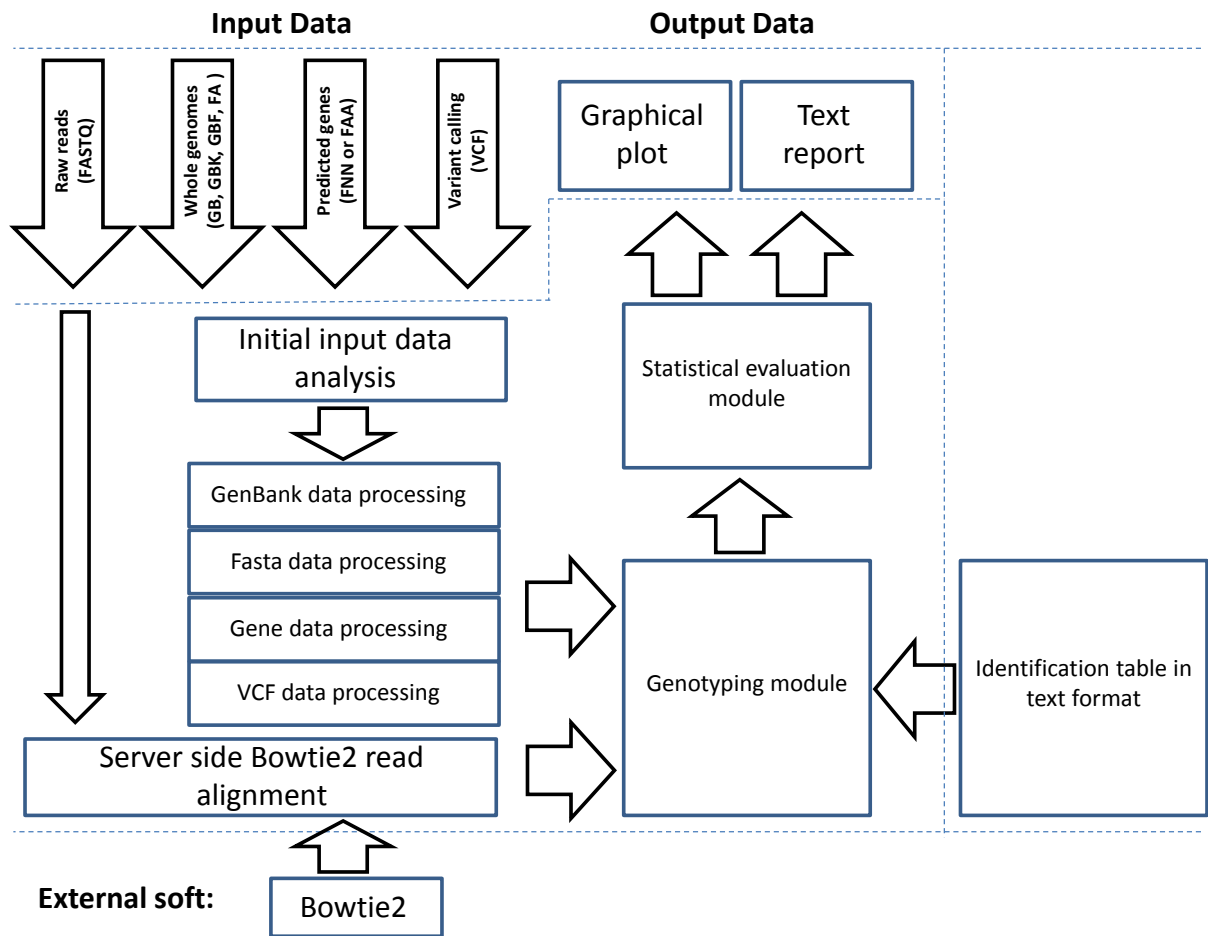 Input Data
Output Data
Raw reads
(FASTQ)
Whole genomes
(GB, GBK, GBF, FA )
Predicted genes
(FNN or FAA)
Variant calling
(VCF)
Graphical
plot
Text
report
Initial input data
analysis
Statistical evaluation
module
GenBank data processing
Fasta data processing
Gene data processing
VCF data processing
Genotyping module
Identification table in
text format
Server side Bowtie2 read
alignment
External soft:
Bowtie2